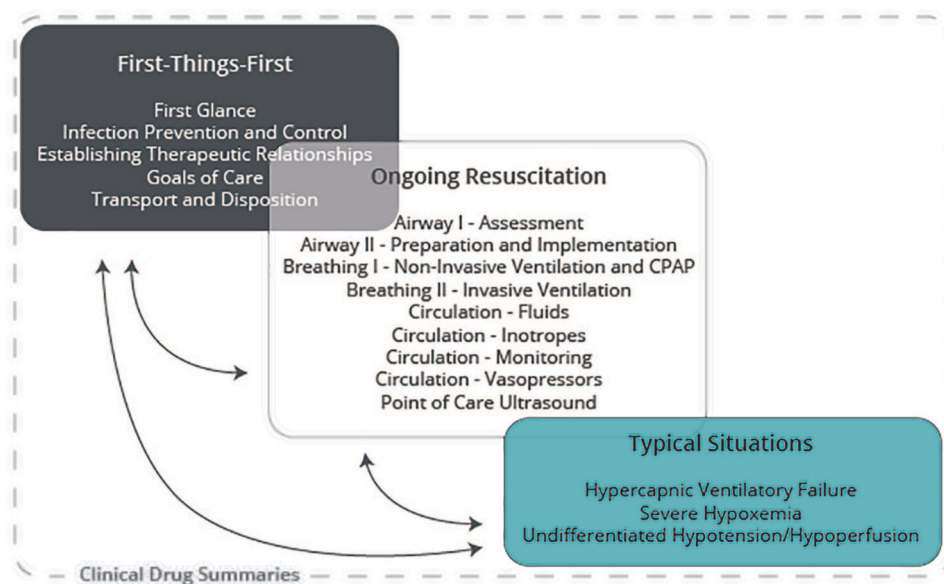 First-Things-First
First Glance
Infection Prevention and Control
Establishing Therapeutic Relationships
Goals of Care
Transport and Disposition
Ongoing Resuscitation
Airway I - Assessment
Airway II - Preparation and Implementation
Breathing I - Non-Invasive Ventilation and CPAP
Breathing II - Invasive Ventilation
Circulation - Fluids
Circulation - Inotropes
Circulation - Monitoring
Circulation - Vasopressors
Point of Care Ultrasound
Typical Situations
Hypercapnic Ventilatory Failure
Severe Hypoxemia
Undifferentiated Hypotension/Hypoperfusion
Clinical Drug Summaries